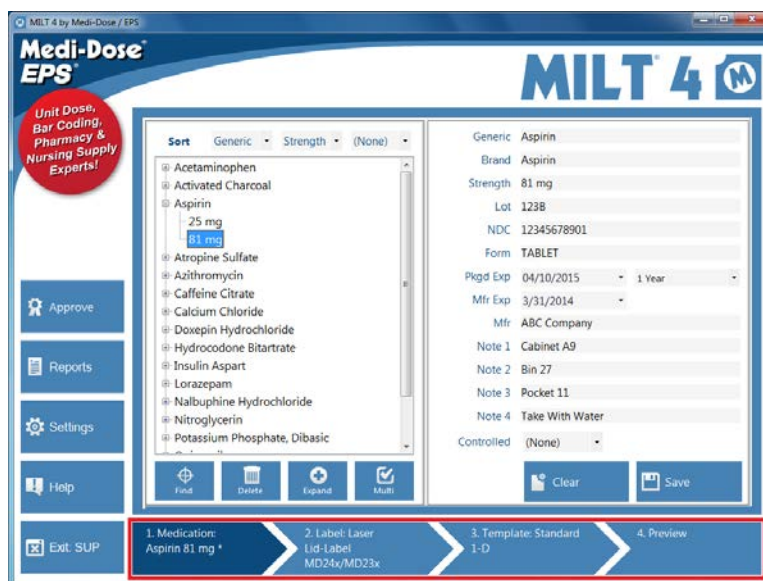 MILT 4 by Medi-Dose / EPS
Medi-Dose®
EPS®
MILT® 4 M
Unit Dose,
Bar Coding,
Pharmacy &
Nursing Supply
Experts!
Sort Generic Strength (None)
Acetaminophen
Activated Charcoal
Aspirin
25 mg
81 mg
Atropine Sulfate
Azithromycin
Caffeine Citrate
Calcium Chloride
Doxepin Hydrochloride
Hydrocodone Bitartrate
Insulin Aspart
Lorazepam
Nalbuphine Hydrochloride
Nitroglycerin
Potassium Phosphate, Dibasic
Find Delete Expand Multi
Generic Aspirin
Brand Aspirin
Strength 81 mg
Lot 123B
NDC 12345678901
Form TABLET
Pkgd Exp 04/10/2015 1 Year
Mfr Exp 3/31/2014
Mfr ABC Company
Note 1 Cabinet A9
Note 2 Bin 27
Note 3 Pocket 11
Note 4 Take With Water
Controlled (None)
Clear Save
Approve
Reports
Settings
Help
Exit: SUP
1. Medication:
Aspirin 81 mg *
2. Label: Laser
Lid-Label
MD24x/MD23x
3. Template: Standard
1-D
4. Preview